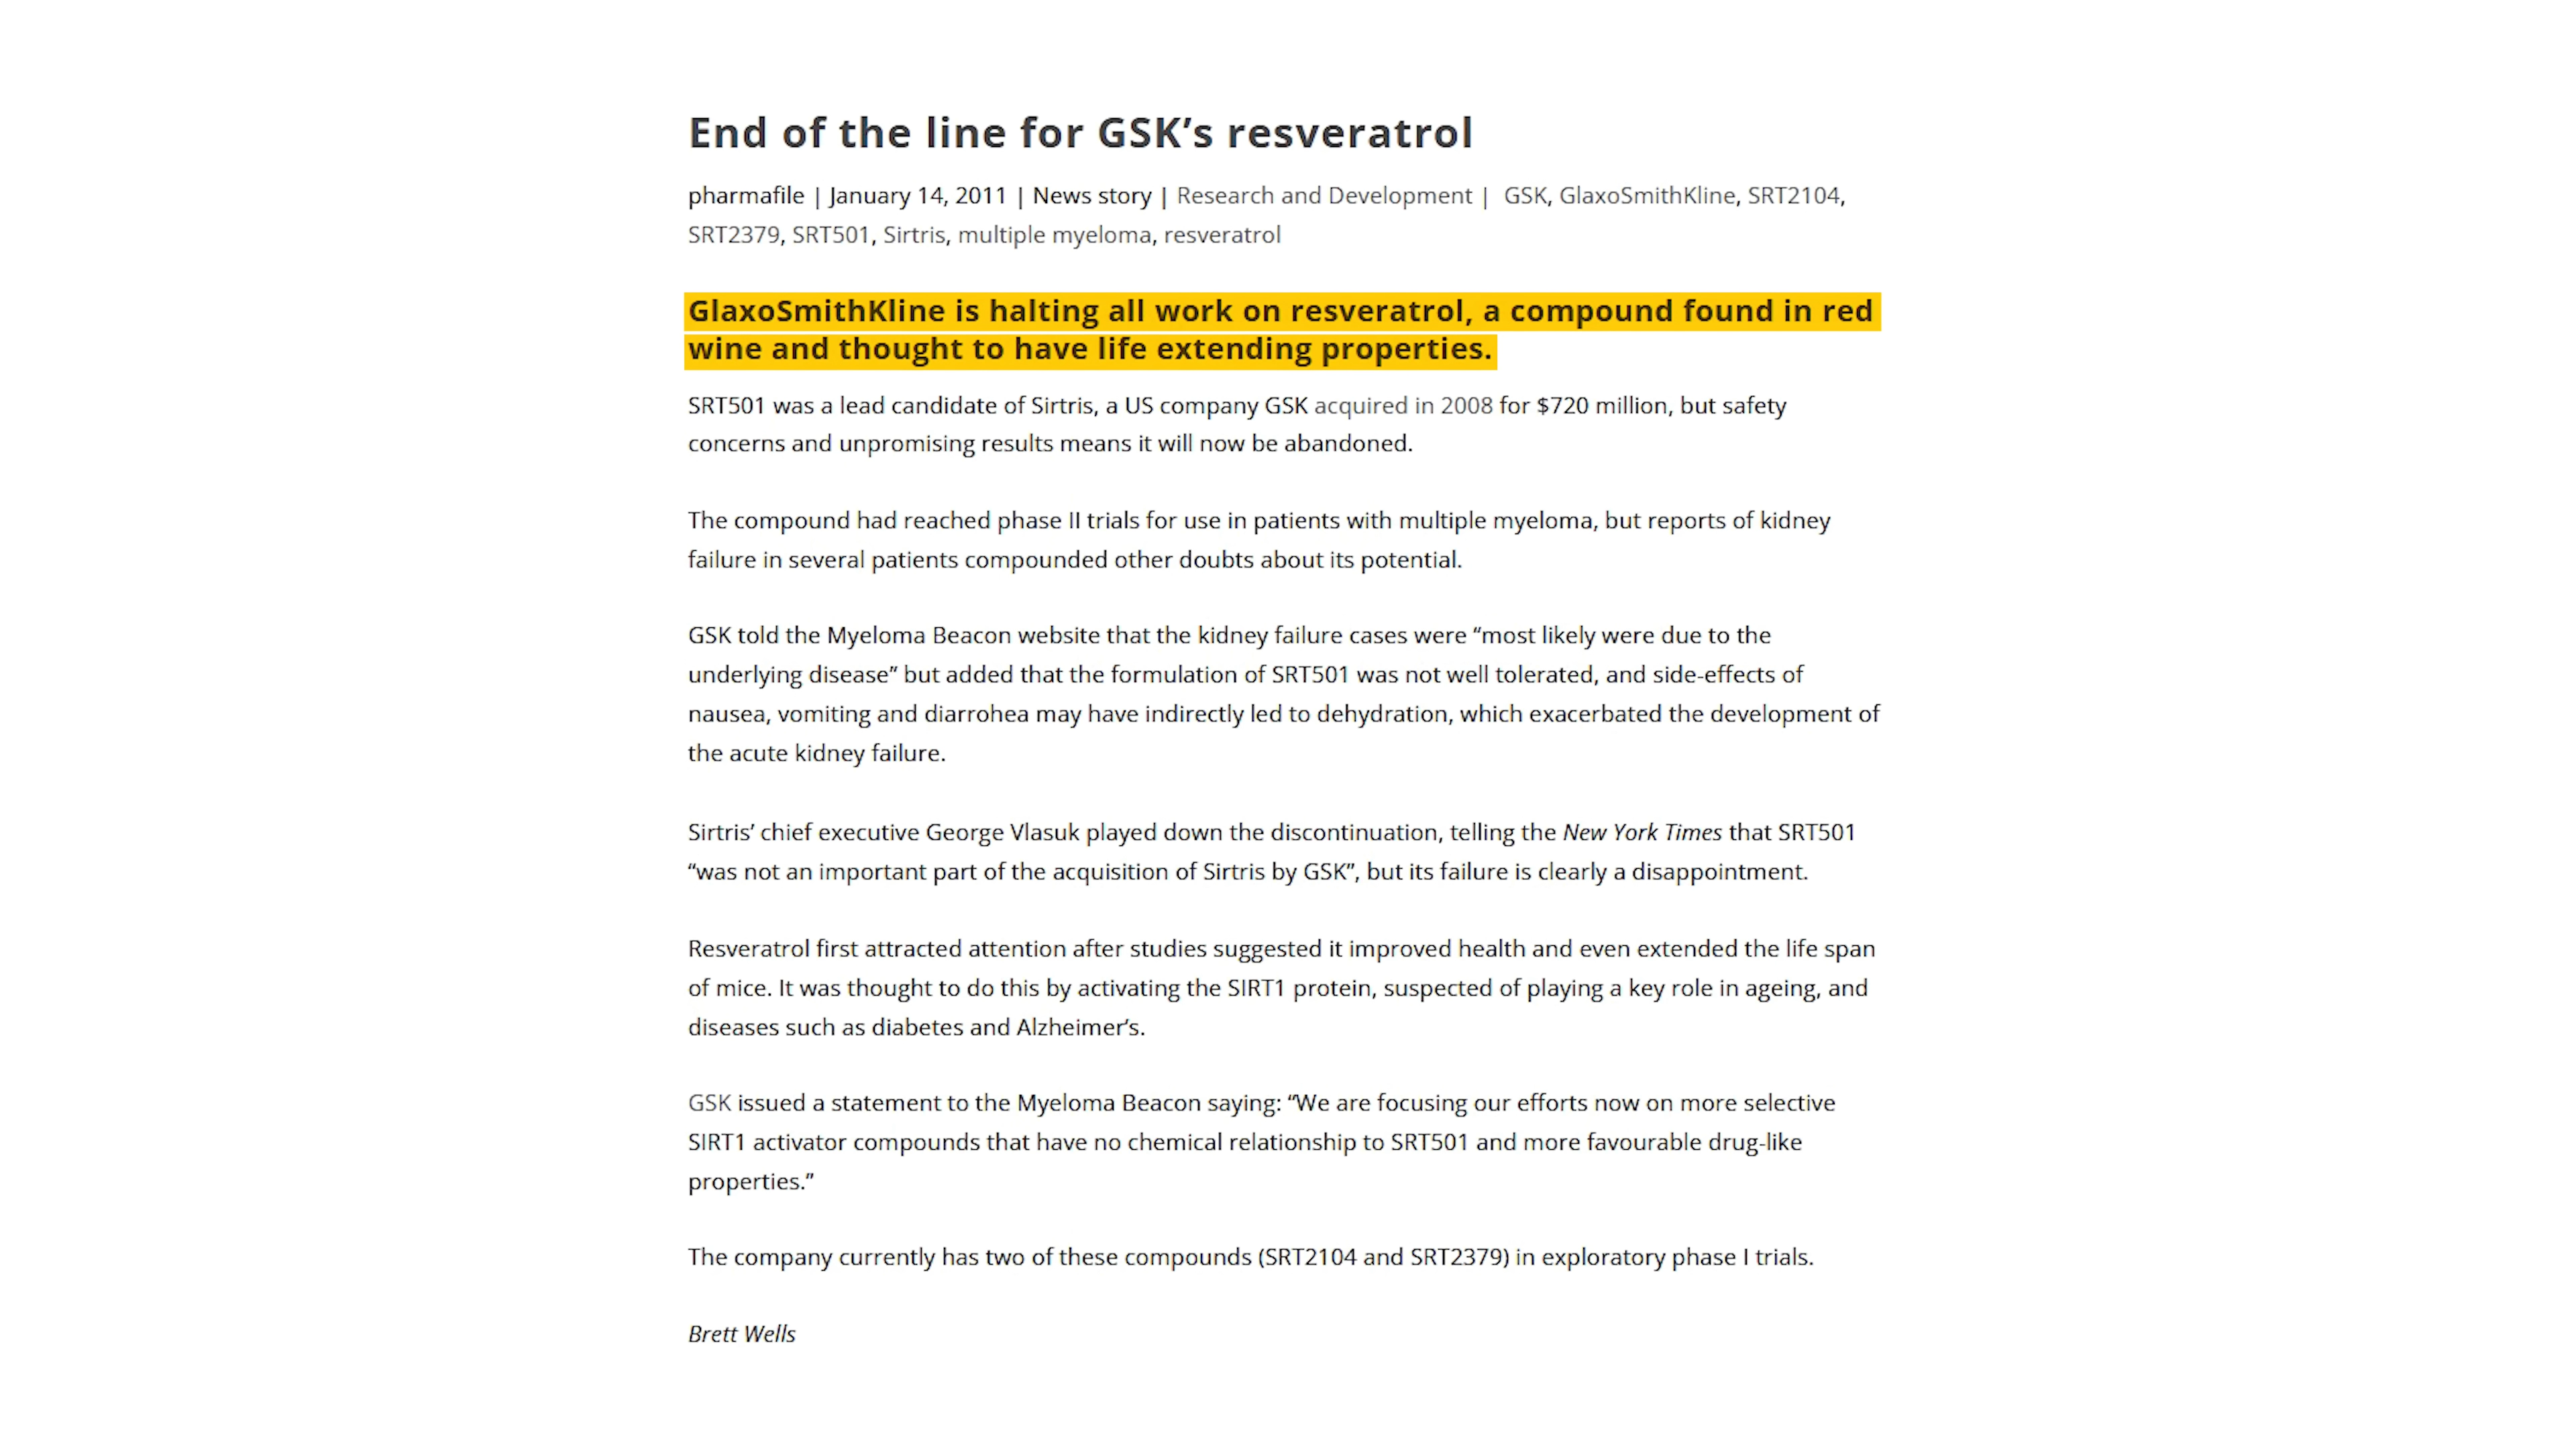 End of the line for GSK’s resveratrol
pharmafile | January 14, 2011 | News story | Research and Development | GSK, GlaxoSmithKline, SRT2104,
SRT2379, SRT501, Sirtris, multiple myeloma, resveratrol
GlaxoSmithKline is halting all work on resveratrol, a compound found in red
wine and thought to have life extending properties.
SRT501 was a lead candidate of Sirtris, a US company GSK acquired in 2008 for $720 million, but safety
concerns and unpromising results means it will now be abandoned.
The compound had reached phase II trials for use in patients with multiple myeloma, but reports of kidney
failure in several patients compounded other doubts about its potential.
GSK told the Myeloma Beacon website that the kidney failure cases were “most likely were due to the
underlying disease” but added that the formulation of SRT501 was not well tolerated, and side-effects of
nausea, vomiting and diarrohea may have indirectly led to dehydration, which exacerbated the development of
the acute kidney failure.
Sirtris’ chief executive George Vlasuk played down the discontinuation, telling the New York Times that SRT501
“was not an important part of the acquisition of Sirtris by GSK”, but its failure is clearly a disappointment.
Resveratrol first attracted attention after studies suggested it improved health and even extended the life span
of mice. It was thought to do this by activating the SIRT1 protein, suspected of playing a key role in ageing, and
diseases such as diabetes and Alzheimer’s.
GSK issued a statement to the Myeloma Beacon saying: “We are focusing our efforts now on more selective
SIRT1 activator compounds that have no chemical relationship to SRT501 and more favourable drug-like
properties.”
The company currently has two of these compounds (SRT2104 and SRT2379) in exploratory phase I trials.
Brett Wells